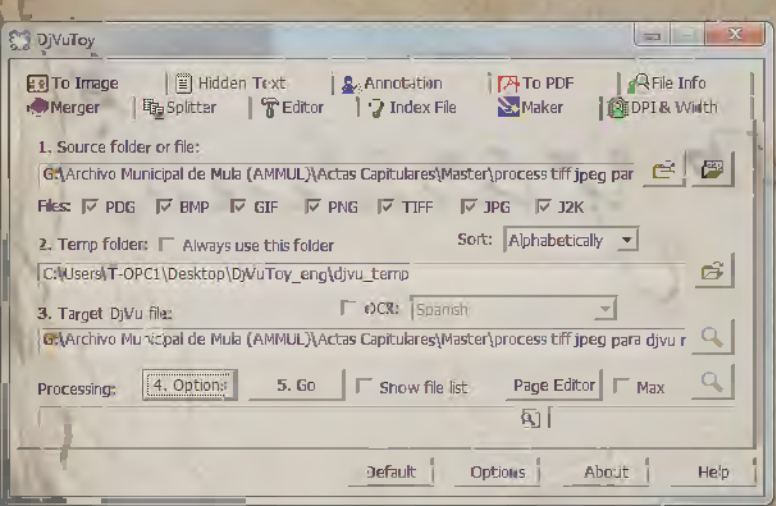 DjVuToy
To Image Hidden Text Annotation To PDF File Info
Merger Splitter Editor Index File Maker DPI & Width
1. Source folder or file:
G:\Archivo Municipal de Mula (AMMUL)\Actas Capitulares\Master\process tiff jpeg par
Files: PDG BMP GIF PNG TIFF JPG J2K
2. Temp folder: Always use this folder Sort: Alphabetically
C:\Users\T-OPC1\Desktop\DjVuToy_eng\djvu_temp
3. Target DjVu file: OCR: Spanish
G:\Archivo Municipal de Mula (AMMUL)\Actas Capitulares\Master\process tiff jpeg para djvu r
Processing: 4. Options 5. Go Show file list Page Editor Max
Default Options About Help